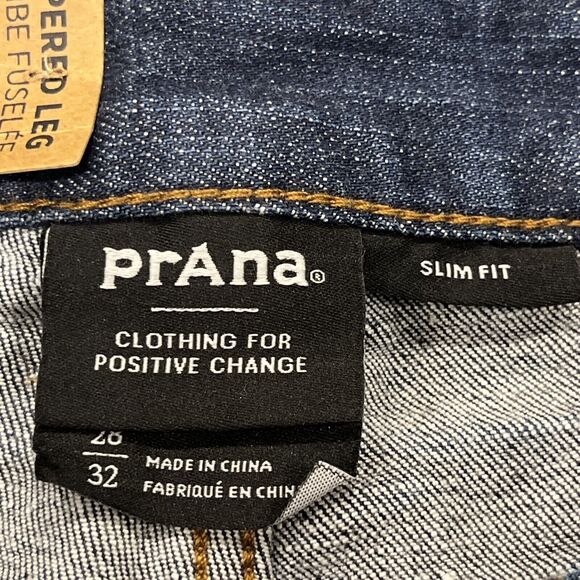 PERED LEG
BE FUSELÉE
prAna®
CLOTHING FOR
POSITIVE CHANGE
SLIM FIT
28
32
MADE IN CHINA
FABRIQUÉ EN CHIN